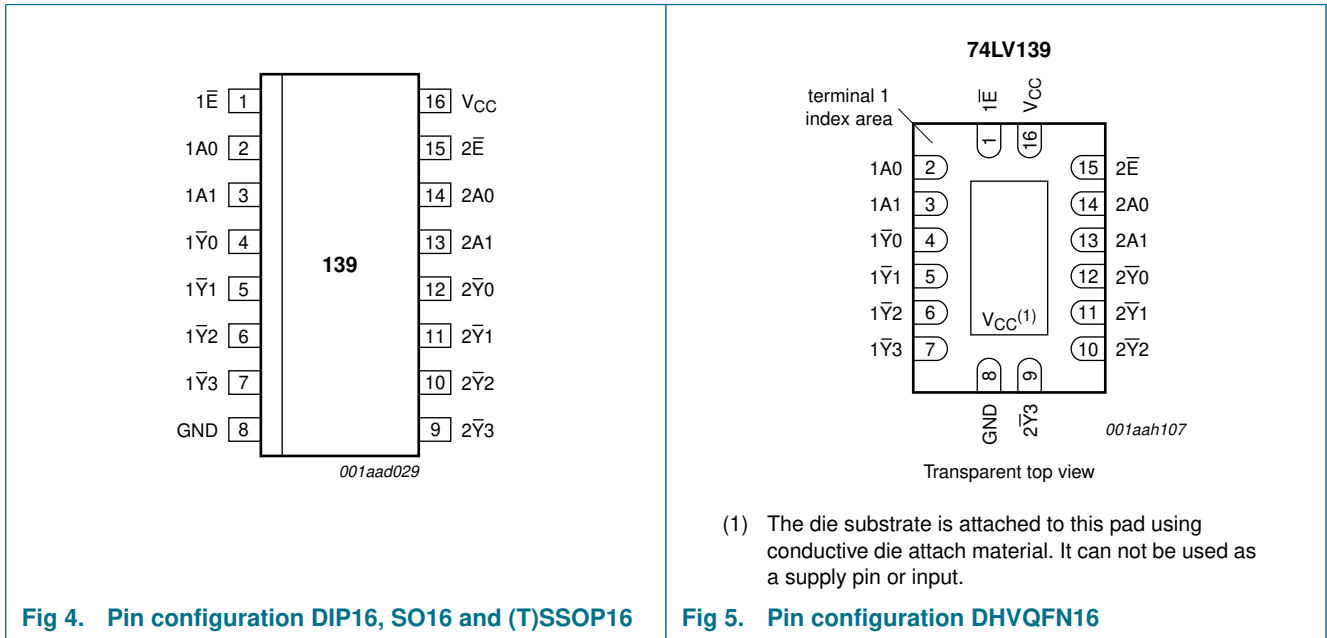 1E̅ 1
1A0 2
1A1 3
1Y̅0 4
1Y̅1 5
1Y̅2 6
1Y̅3 7
GND 8
139
16 VCC
15 2E̅
14 2A0
13 2A1
12 2Y̅0
11 2Y̅1
10 2Y̅2
9 2Y̅3
001aad029
Fig 4. Pin configuration DIP16, SO16 and (T)SSOP16
74LV139
terminal 1
index area
1E̅
VCC
1
16
1A0 2
1A1 3
1Y̅0 4
1Y̅1 5
1Y̅2 6
1Y̅3 7
VCC(1)
15 2E̅
14 2A0
13 2A1
12 2Y̅0
11 2Y̅1
10 2Y̅2
8
9
GND
2Y̅3
001aah107
Transparent top view
(1) The die substrate is attached to this pad using
conductive die attach material. It can not be used as
a supply pin or input.
Fig 5. Pin configuration DHVQFN16